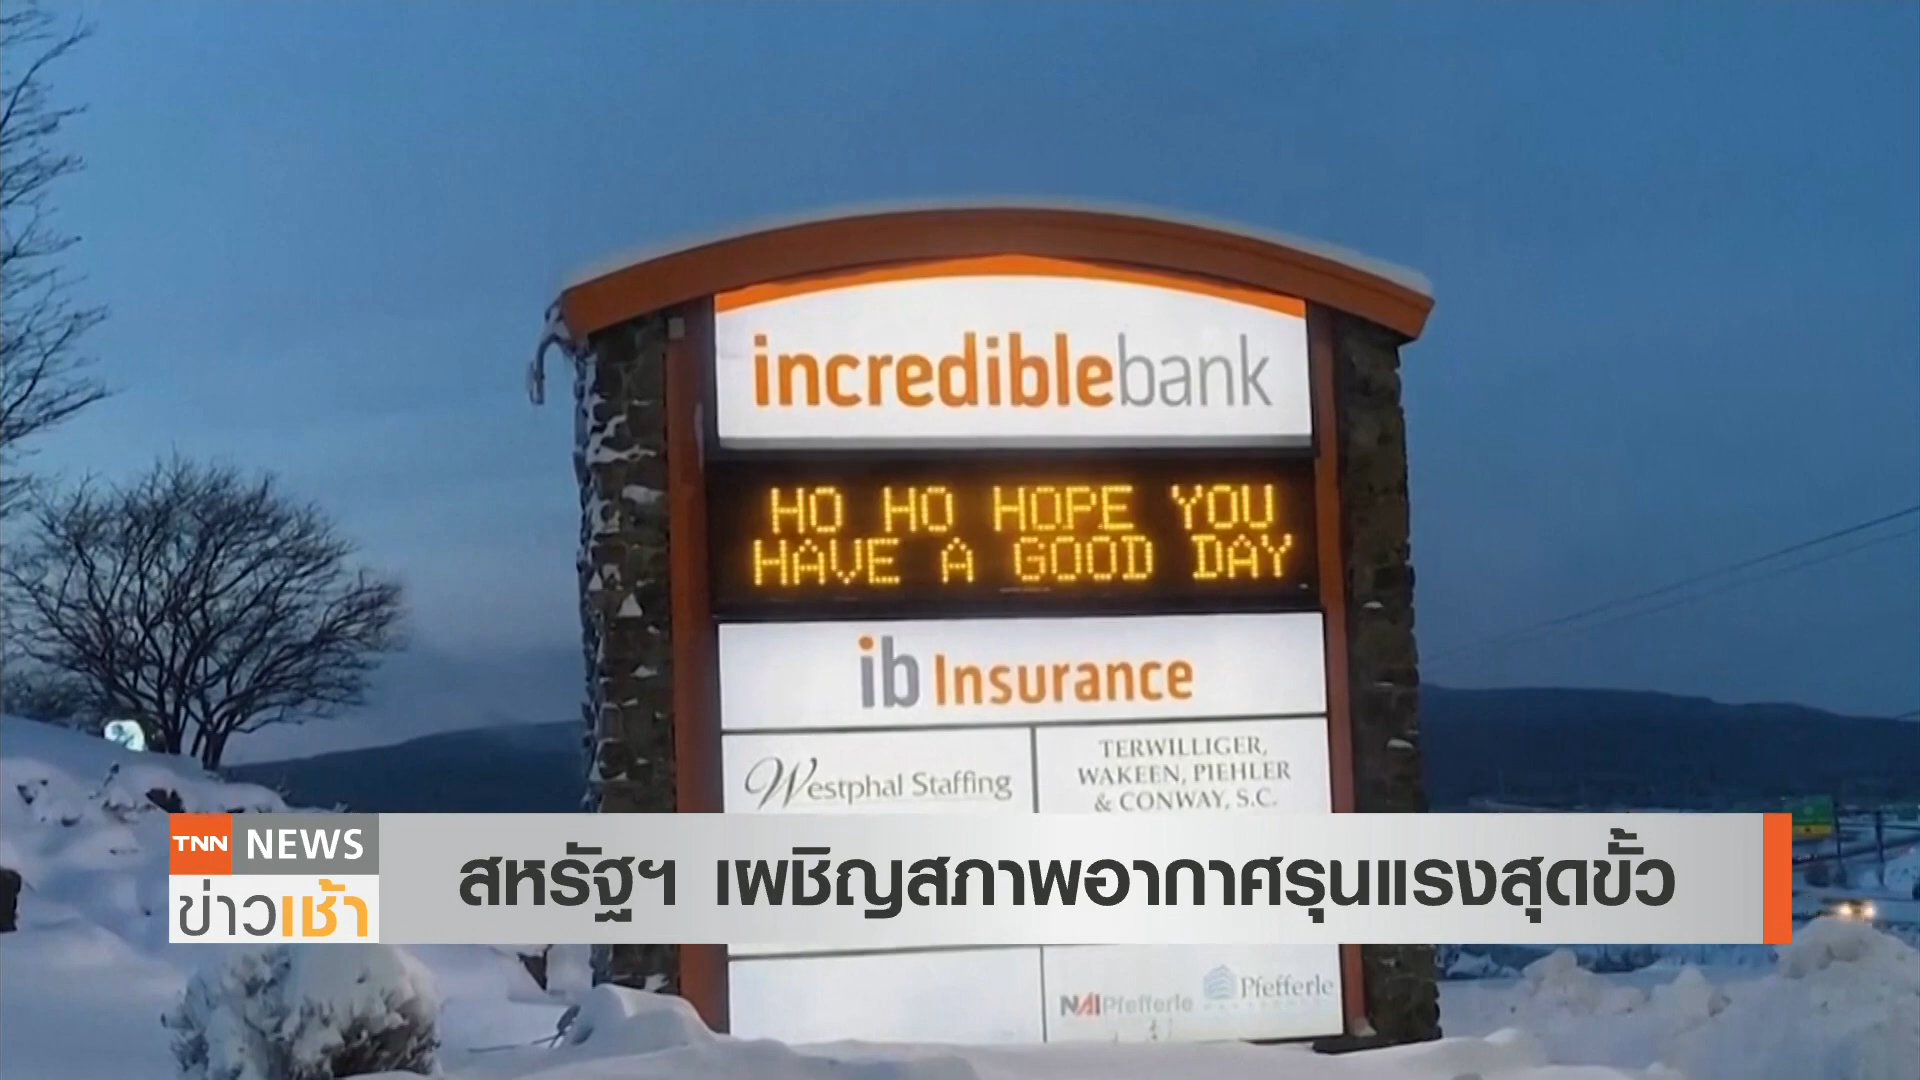 incrediblebank
HO HO HOPE YOU
HAVE A GOOD DAY
ib Insurance
Westphal Staffing
TERWILLIGER,
WAKEEN, PIEHLER
& CONWAY, S.C.
TNN NEWS
ข่าวเช้า
สหรัฐฯ เผชิญสภาพอากาศรุนแรงสุดขั้ว
NAI Pfefferle
Pfefferle